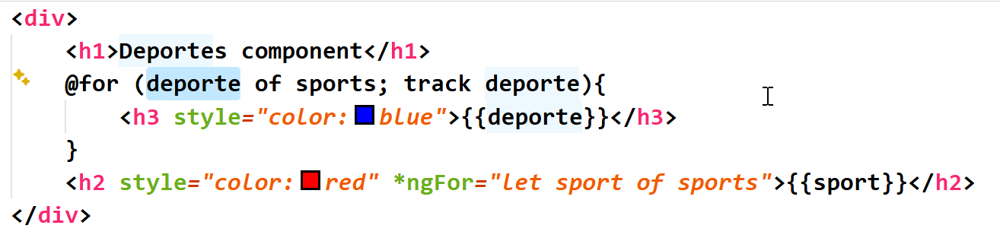 <div>
<h1>Deportes component</h1>
@for (deporte of sports; track deporte){
<h3 style="color:blue">{{deporte}}</h3>
}
<h2 style="color:red" *ngFor="let sport of sports">{{sport}}</h2>
</div>